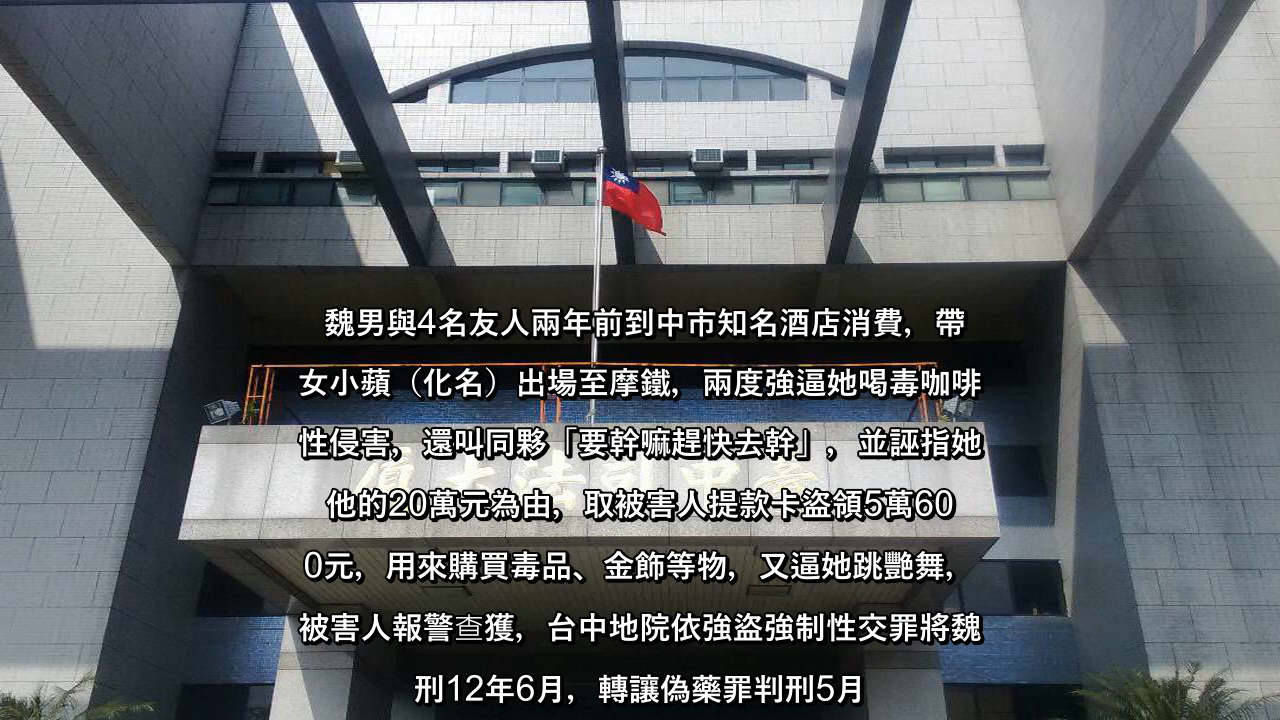 魏男與4名友人兩年前到中市知名酒店消費，帶
女小蘋（化名）出場至摩鐵，兩度強逼她喝毒咖啡
性侵害，還叫同夥「要幹嘛趕快去幹」，並誣指她
他的20萬元為由，取被害人提款卡盜領5萬60
0元，用來購買毒品、金飾等物，又逼她跳艷舞，
被害人報警查獲，台中地院依強盜強制性交罪將魏
刑12年6月，轉讓偽藥罪判刑5月